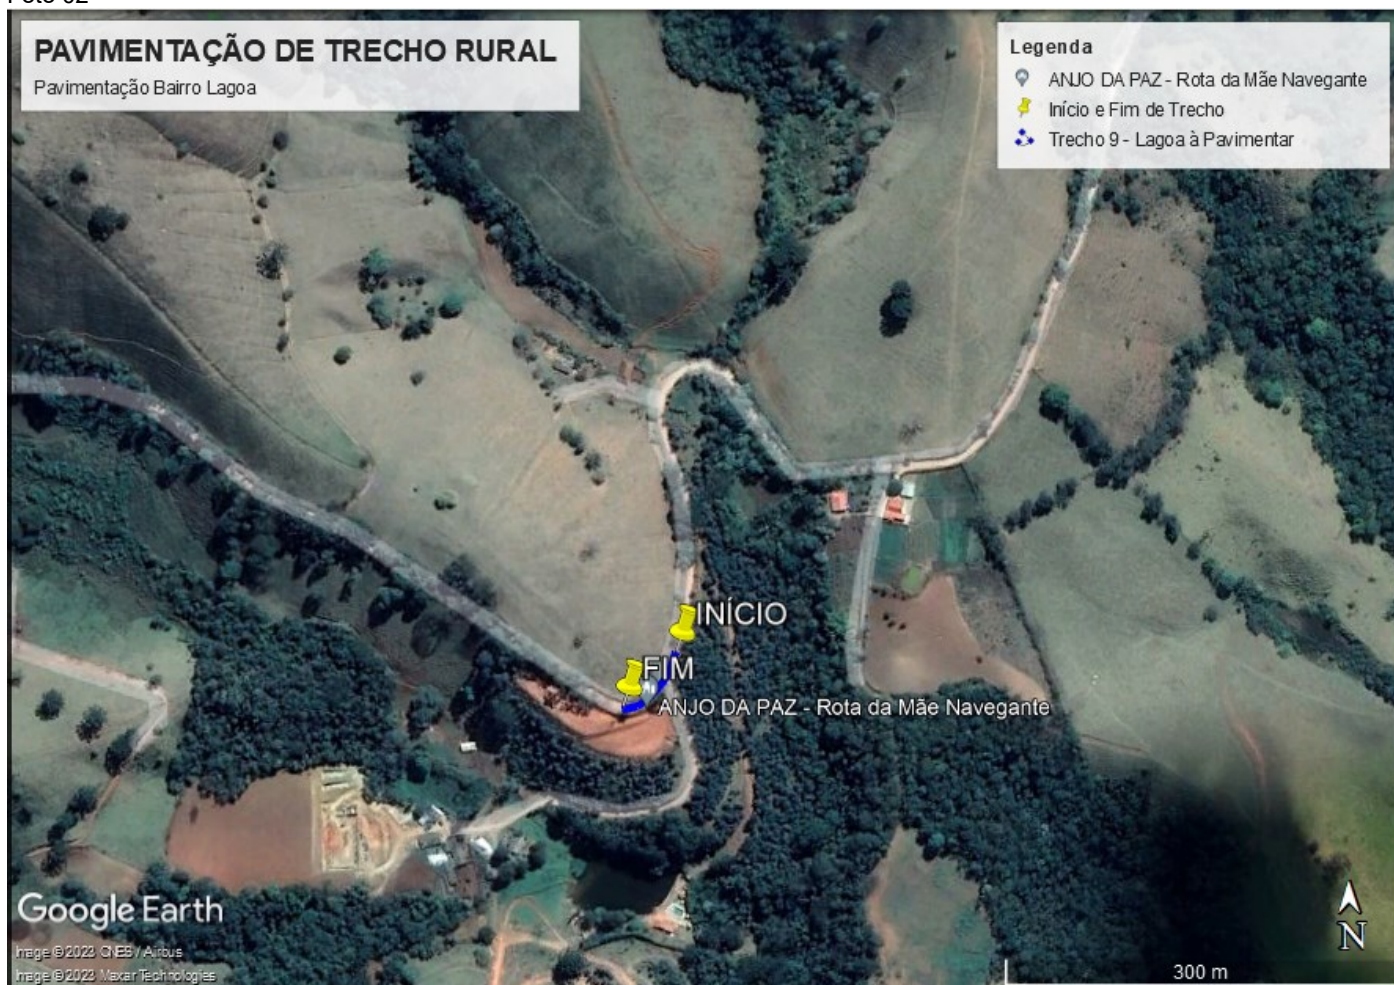 Foto 02
PAVIMENTAÇÃO DE TRECHO RURAL
Pavimentação Bairro Lagoa
Legenda
ANJO DA PAZ - Rota da Mãe Navegante
Início e Fim de Trecho
Trecho 9 - Lagoa à Pavimentar
INÍCIO
FIM
ANJO DA PAZ - Rota da Mãe Navegante
Google Earth
Image © 2023 CNES / Airbus
Image © 2023 Maxar Technologies
300 m
N